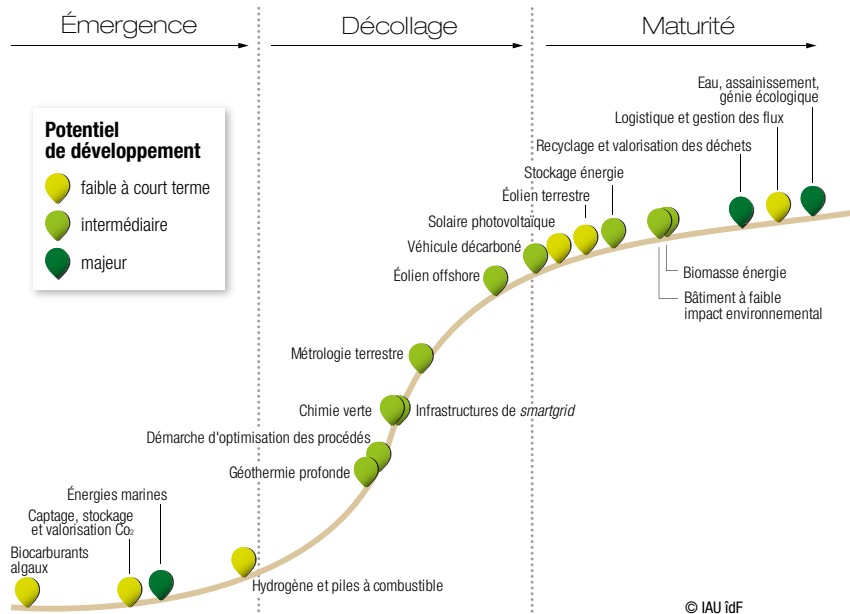 Émergence
Décollage
Maturité
Potentiel
de développement
faible à court terme
intermédiaire
majeur
Eau, assainissement,
génie écologique
Logistique et gestion des flux
Recyclage et valorisation des déchets
Stockage énergie
Éolien terrestre
Solaire photovoltaïque
Véhicule décarboné
Éolien offshore
Biomasse énergie
Bâtiment à faible
impact environnemental
Métrologie terrestre
Chimie verte
Infrastructures de smartgrid
Démarche d'optimisation des procédés
Géothermie profonde
Énergies marines
Captage, stockage
et valorisation Co₂
Biocarburants
algaux
Hydrogène et piles à combustible
© IAU îdF